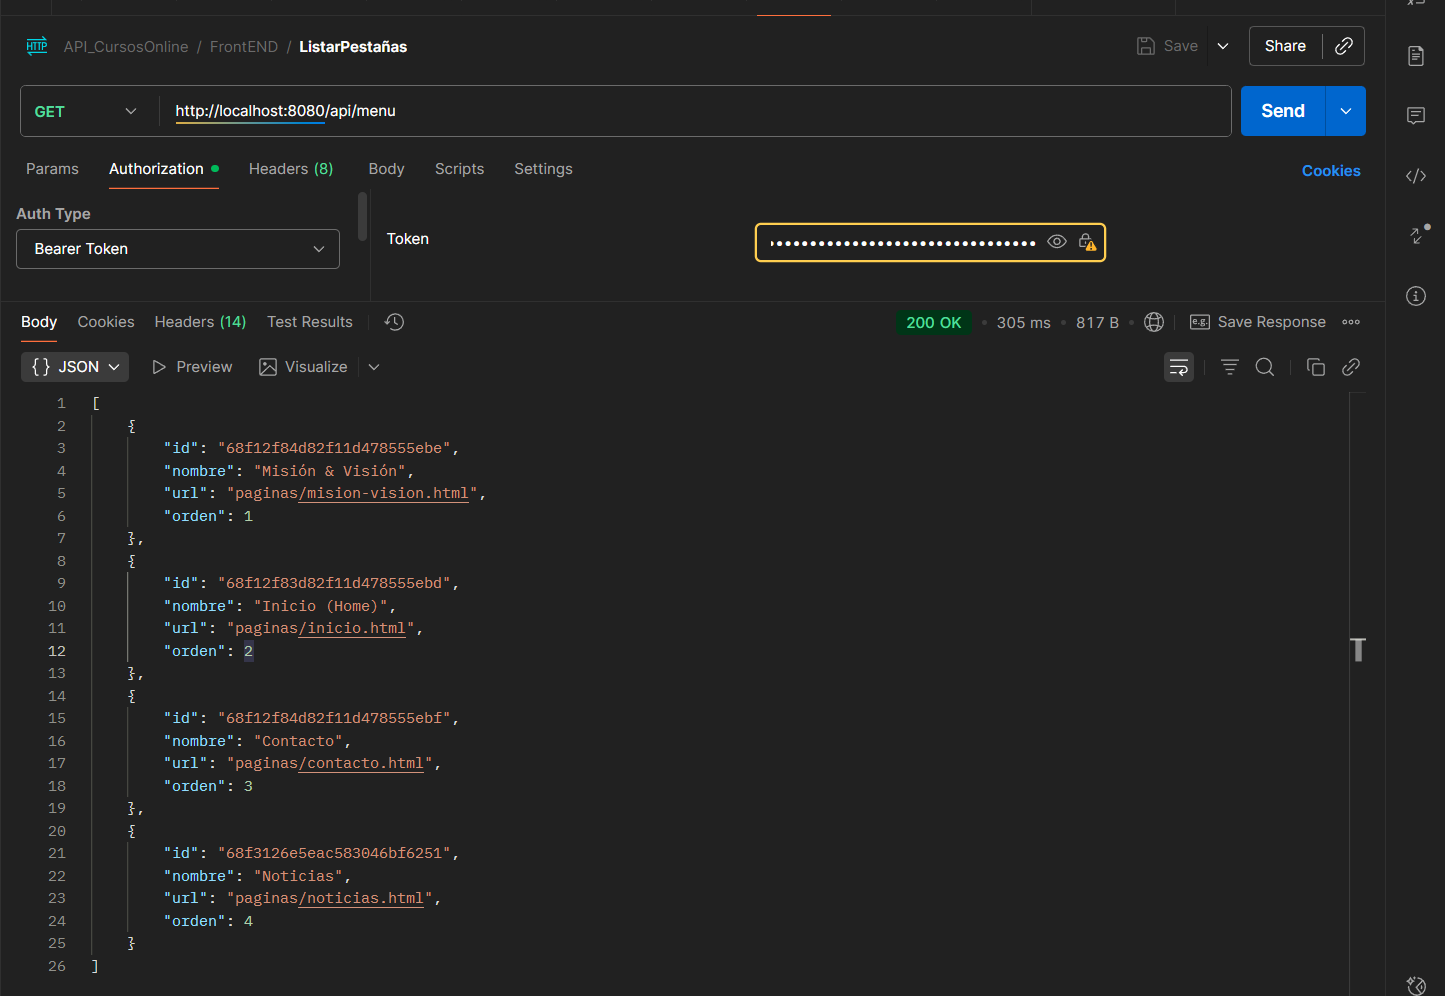 HTTP API_CursosOnline / FrontEND / ListarPestañas Save Share
GET http://localhost:8080/api/menu Send
Params Authorization Headers (8) Body Scripts Settings Cookies
Auth Type
Bearer Token
Token
Body Cookies Headers (14) Test Results 200 OK • 305 ms • 817 B • e.g. Save Response
{} JSON Preview Visualize
1 [
2 {
3 "id": "68f12f84d82f11d478555ebe",
4 "nombre": "Misión & Visión",
5 "url": "paginas/mision-vision.html",
6 "orden": 1
7 },
8 {
9 "id": "68f12f83d82f11d478555ebd",
10 "nombre": "Inicio (Home)",
11 "url": "paginas/inicio.html",
12 "orden": 2
13 },
14 {
15 "id": "68f12f84d82f11d478555ebf",
16 "nombre": "Contacto",
17 "url": "paginas/contacto.html",
18 "orden": 3
19 },
20 {
21 "id": "68f3126e5eac583046bf6251",
22 "nombre": "Noticias",
23 "url": "paginas/noticias.html",
24 "orden": 4
25 }
26 ]